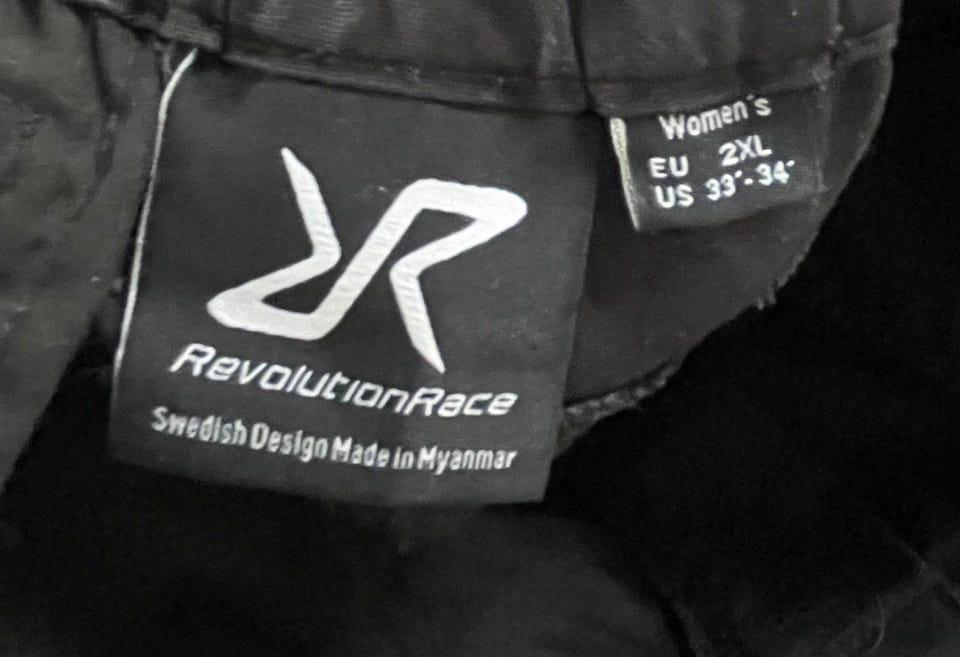 RevolutionRace
Swedish Design Made in Myanmar
Women's
EU 2XL
US 33"-34"